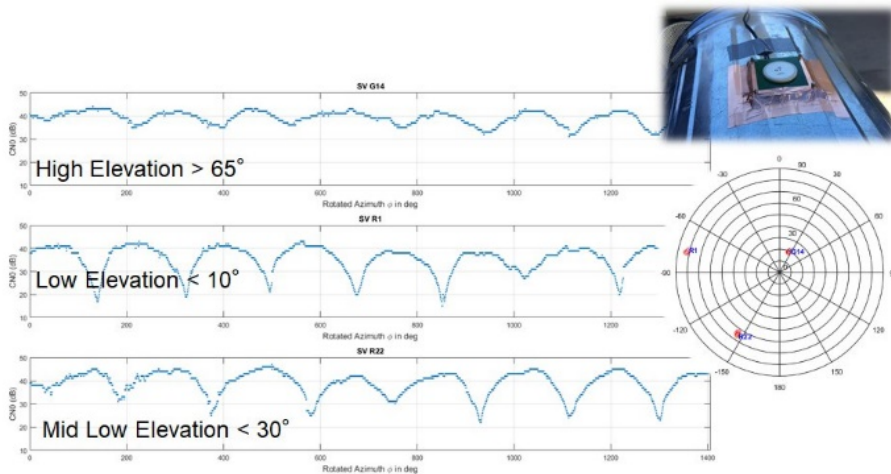 SV G14
50
40
30
20
10
CN0 (dB)
High Elevation > 65°
0 200 400 600 800 1000 1200
Rotated Azimuth φ in deg
SV R1
50
40
30
20
10
CN0 (dB)
Low Elevation < 10°
0 200 400 600 800 1000 1200
Rotated Azimuth φ in deg
SV R22
50
40
30
20
10
CN0 (dB)
Mid Low Elevation < 30°
0 200 400 600 800 1000 1200 1400
Rotated Azimuth φ in deg
0
-30 90 30
-60 60 60
30
R1 G14
-90
-120 R22 120
-150 150
180